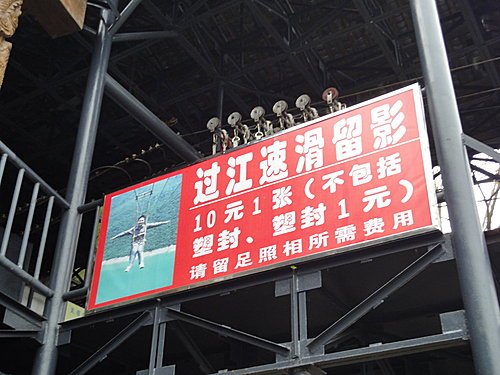 过江速滑留影
10元1张(不包括
塑封、塑封1元)
请留足照相所需费用